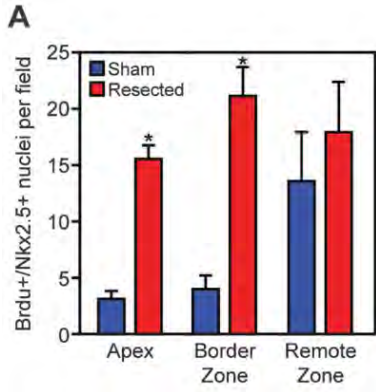 A
Brdu+/Nkx2.5+ nuclei per field
25
20
15
10
5
0
Sham
Resected
*
*
Apex
Border
Zone
Remote
Zone